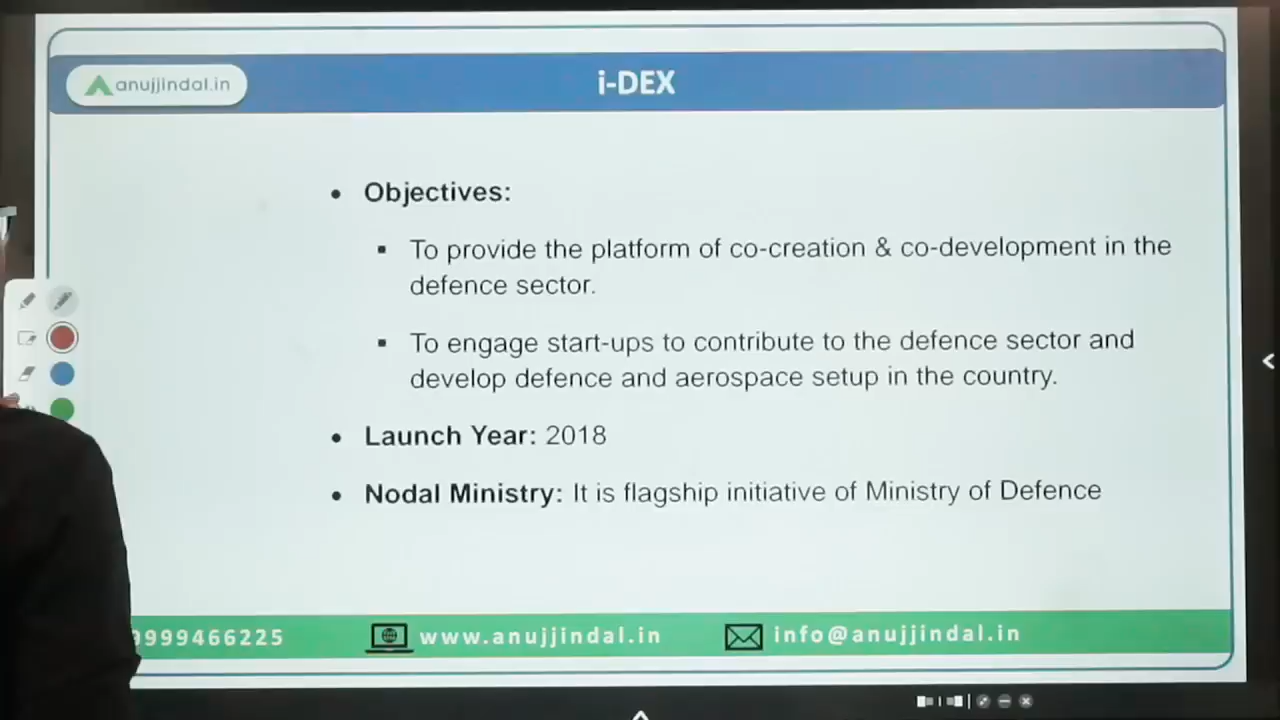 anujjindal.in
i-DEX
• Objectives:
▪ To provide the platform of co-creation & co-development in the
defence sector.
▪ To engage start-ups to contribute to the defence sector and
develop defence and aerospace setup in the country.
• Launch Year: 2018
• Nodal Ministry: It is flagship initiative of Ministry of Defence
9999466225
www.anujjindal.in
info@anujjindal.in